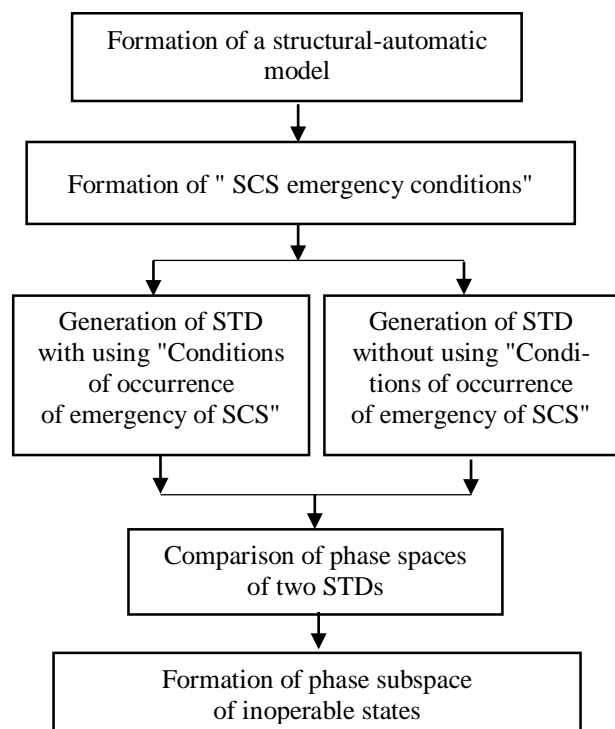 Formation of a structural-automatic
model
Formation of " SCS emergency conditions"
Generation of STD
with using "Conditions
of occurrence
of emergency of SCS"
Generation of STD
without using "Condi-
tions of occurrence
of emergency of SCS"
Comparison of phase spaces
of two STDs
Formation of phase subspace
of inoperable states